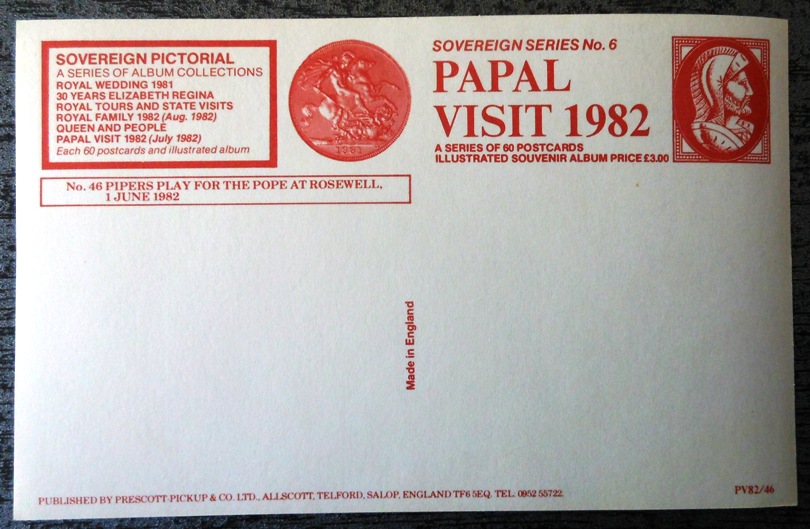 SOVEREIGN PICTORIAL
A SERIES OF ALBUM COLLECTIONS
ROYAL WEDDING 1981
30 YEARS ELIZABETH REGINA
ROYAL TOURS AND STATE VISITS
ROYAL FAMILY 1982 (Aug. 1982)
QUEEN AND PEOPLE
PAPAL VISIT 1982 (July 1982)
Each 60 postcards and illustrated album
1981
SOVEREIGN SERIES No. 6
PAPAL
VISIT 1982
A SERIES OF 60 POSTCARDS
ILLUSTRATED SOUVENIR ALBUM PRICE £3.00
No. 46 PIPERS PLAY FOR THE POPE AT ROSEWELL,
1 JUNE 1982
Made in England
PUBLISHED BY PRESCOTT-PICKUP & CO. LTD., ALLSCOTT, TELFORD, SALOP, ENGLAND TF6 5EQ. TEL: 0952 55722.
PV82/46